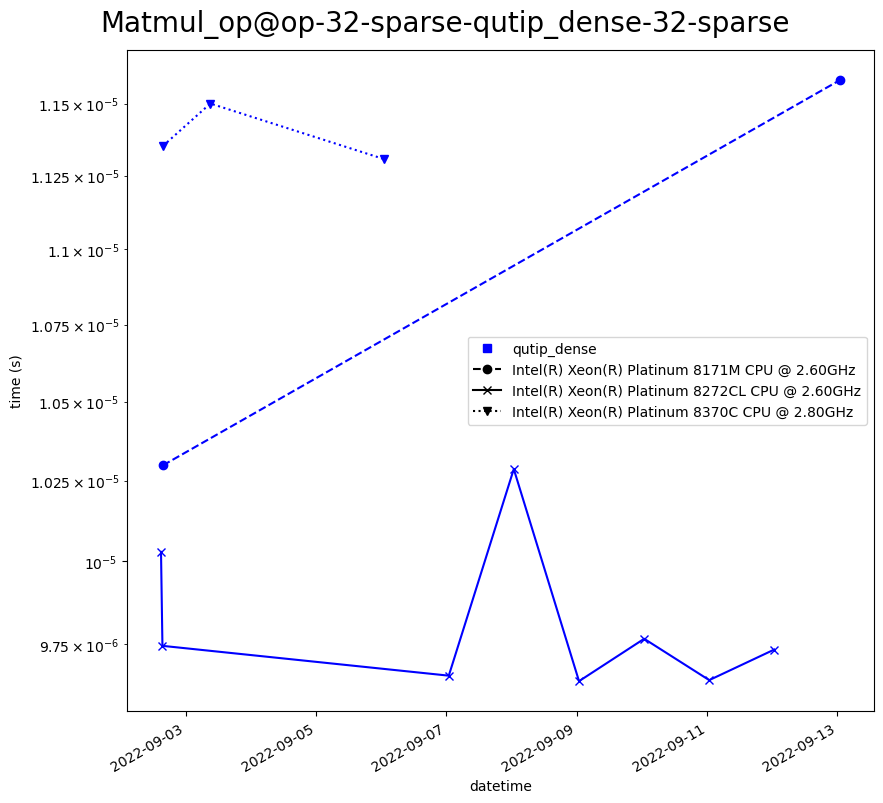 Matmul_op@op-32-sparse-qutip_dense-32-sparse
time (s)
1.15 × 10⁻⁵
1.125 × 10⁻⁵
1.1 × 10⁻⁵
1.075 × 10⁻⁵
1.05 × 10⁻⁵
1.025 × 10⁻⁵
10⁻⁵
9.75 × 10⁻⁶
qutip_dense
Intel(R) Xeon(R) Platinum 8171M CPU @ 2.60GHz
Intel(R) Xeon(R) Platinum 8272CL CPU @ 2.60GHz
Intel(R) Xeon(R) Platinum 8370C CPU @ 2.80GHz
2022-09-03
2022-09-05
2022-09-07
2022-09-09
2022-09-11
2022-09-13
datetime